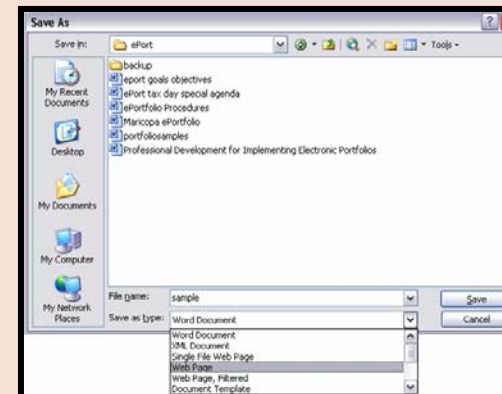 Save As
Save in:
ePort
Tools
My Recent
Documents
Desktop
My Documents
My Computer
My Network
Places
backup
eport goals objectives
ePort tax day special agenda
ePortfolio Procedures
Maricopa ePortfolio
portfoliosamples
Professional Development for Implementing Electronic Portfolios
File name:
sample
Save
Save as type:
Word Document
Cancel
Word Document
XML Document
Single File Web Page
Web Page
Web Page, Filtered
Document Template